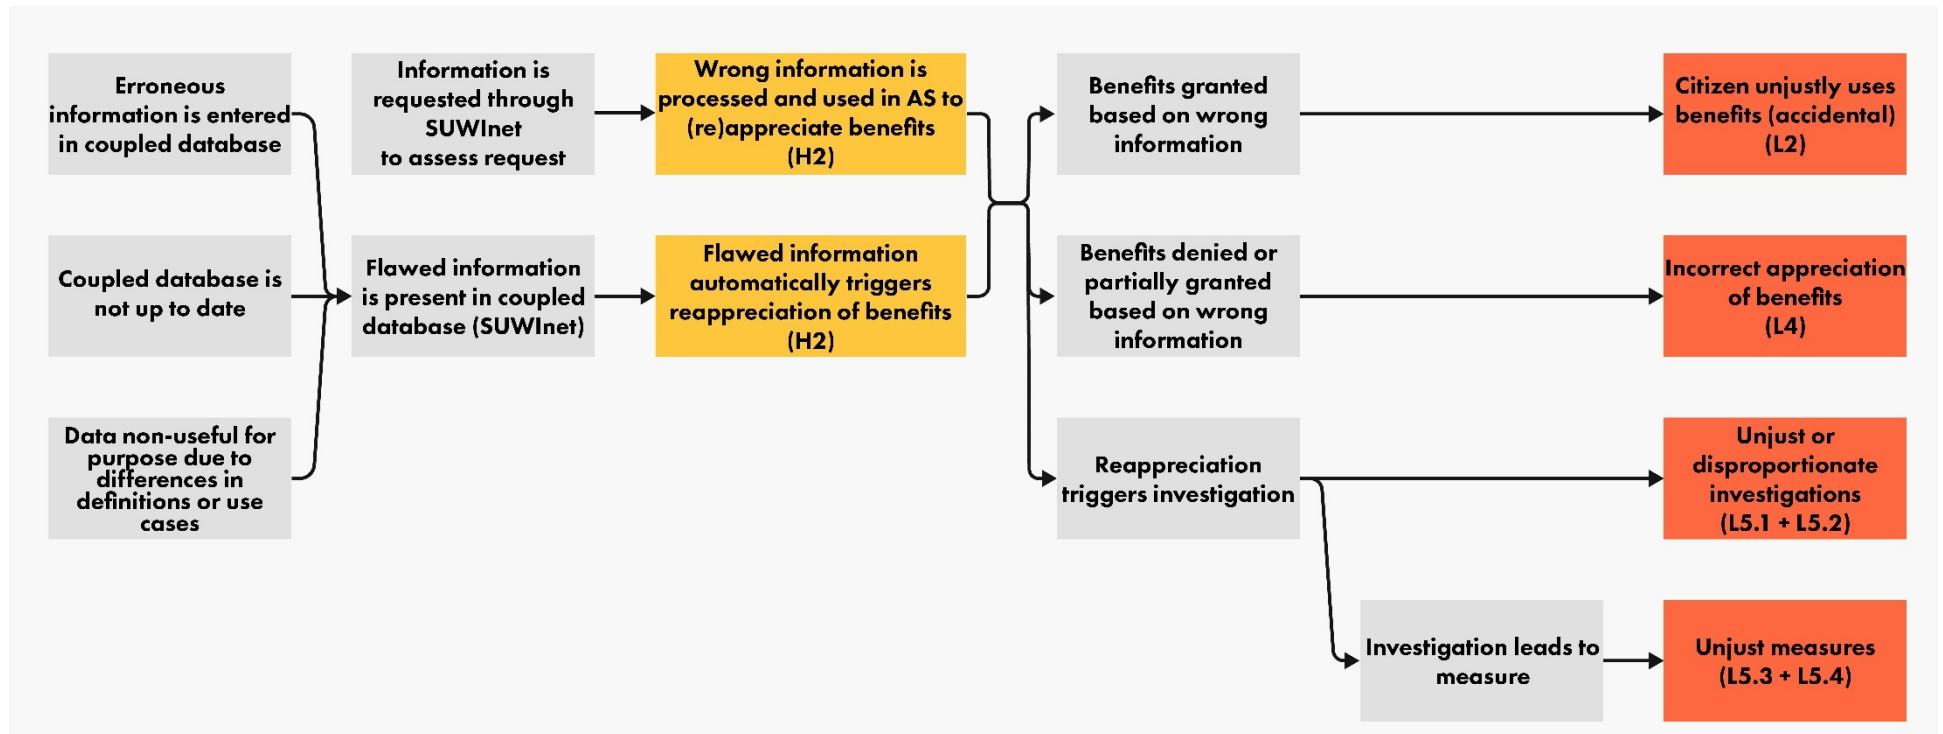 Erroneous
information is entered
in coupled database
Information is
requested through
SUWInet
to assess request
Wrong information is
processed and used in AS to
(re)appreciate benefits
(H2)
Benefits granted
based on wrong
information
Citizen unjustly uses
benefits (accidental)
(L2)
Coupled database is
not up to date
Flawed information
is present in coupled
database (SUWInet)
Flawed information
automatically triggers
reappreciation of benefits
(H2)
Benefits denied or
partially granted
based on wrong
information
Incorrect appreciation
of benefits
(L4)
Data non-useful for
purpose due to
differences in
definitions or use
cases
Reappreciation
triggers investigation
Unjust or
disproportionate
investigations
(L5.1 + L5.2)
Investigation leads to
measure
Unjust measures
(L5.3 + L5.4)